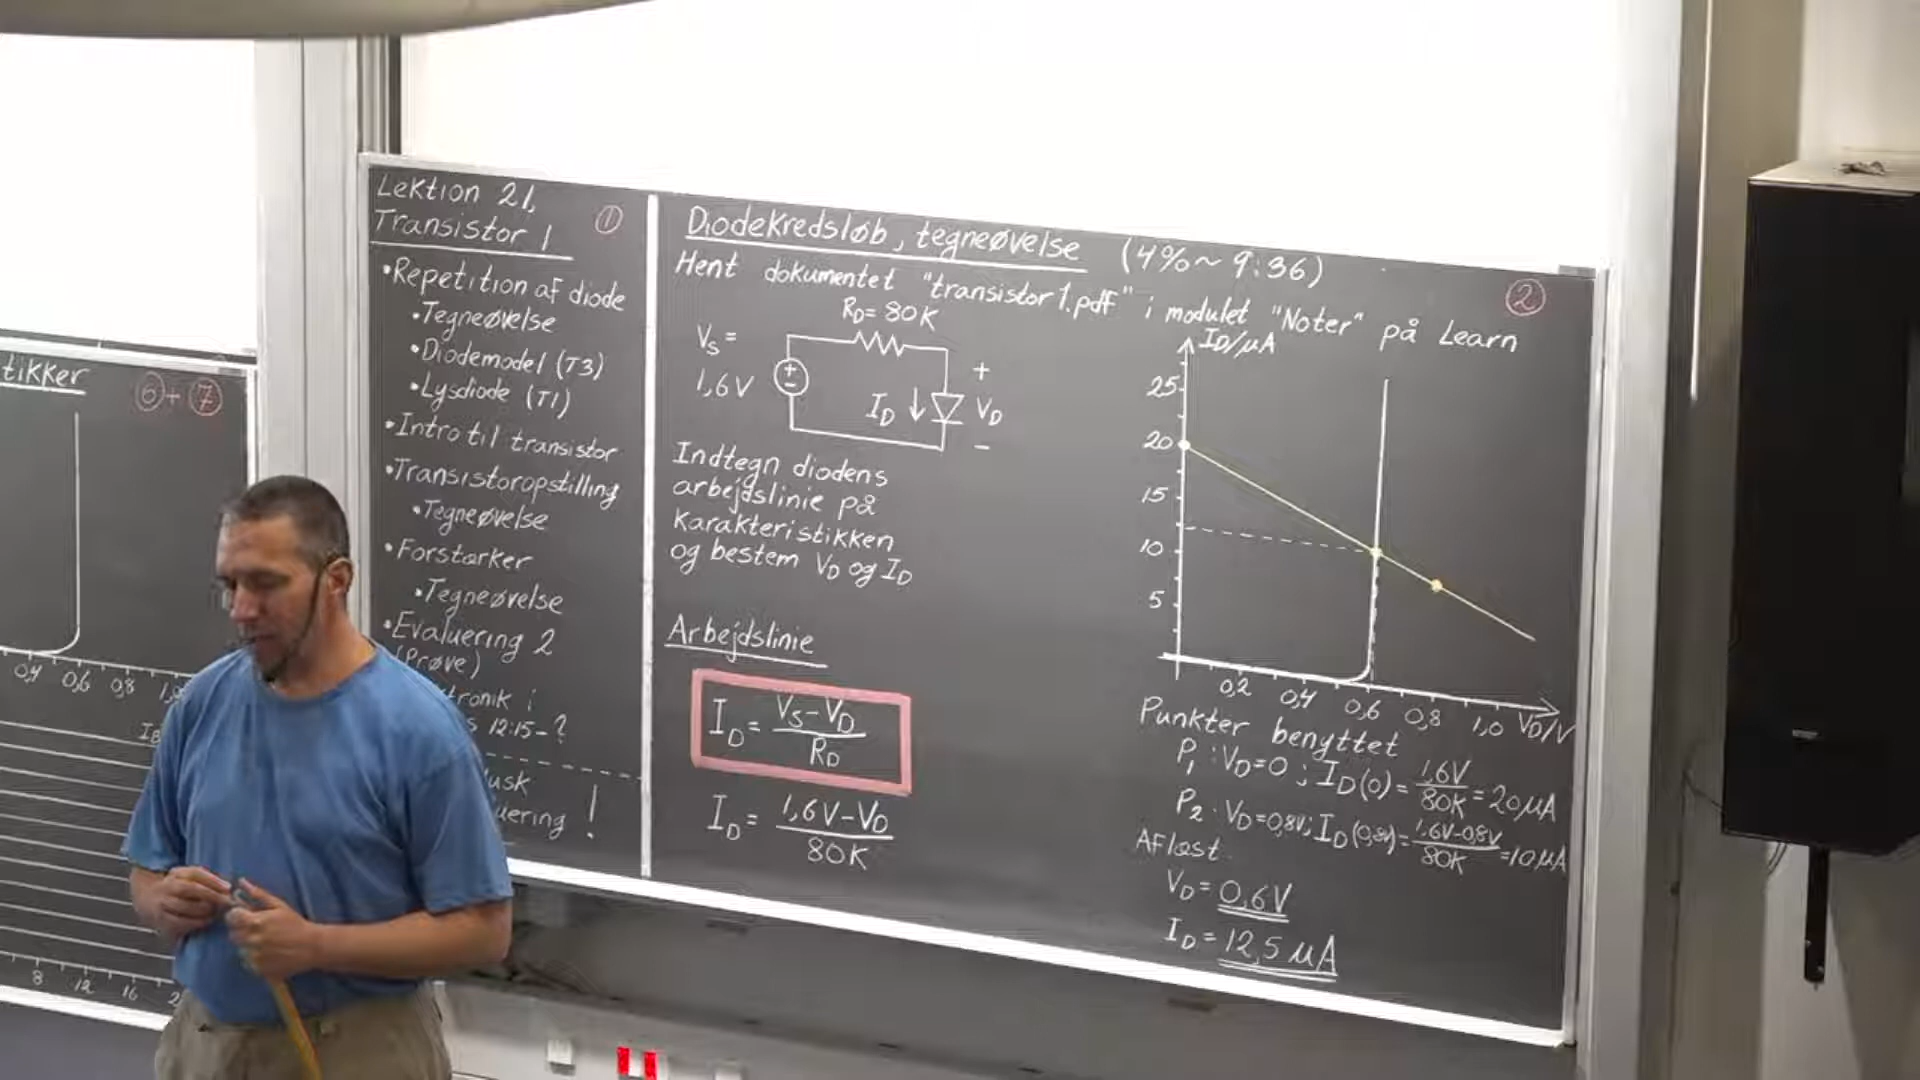 tikker
⑥+⑦
0,4 0,6 0,8
8 12 16
Lektion 21,
Transistor 1
①
•Repetition af diode
•Tegneøvelse
•Diodemodel (T3)
•Lysdiode (T1)
•Intro til transistor
•Transistoropstilling
•Tegneøvelse
•Forstærker
•Tegneøvelse
•Evaluering 2
(Prøve)
tronik i
s 12:15-?
usk
uering !
Diodekredsløb, tegneøvelse (4%~ 9:36)
②
Hent dokumentet "transistor1.pdf" i modulet "Noter" på Learn
RD= 80K
VS =
1,6V
+
-
ID
+
VD
-
Indtegn diodens
arbejdslinie på
karakteristikken
og bestem VD og ID
Arbejdslinie
ID = VS-VD / RD
ID = 1,6V-VD / 80K
ID/μA
25
20
15
10
5
0,2 0,4 0,6 0,8 1,0 VD/V
Punkter benyttet
P1: VD=0; ID(0) = 1,6V / 80K = 20μA
P2: VD=0,8V; ID(0,8V) = 1,6V-0,8V / 80K = 10μA
Aflæst:
VD= 0,6V
ID= 12,5 μA